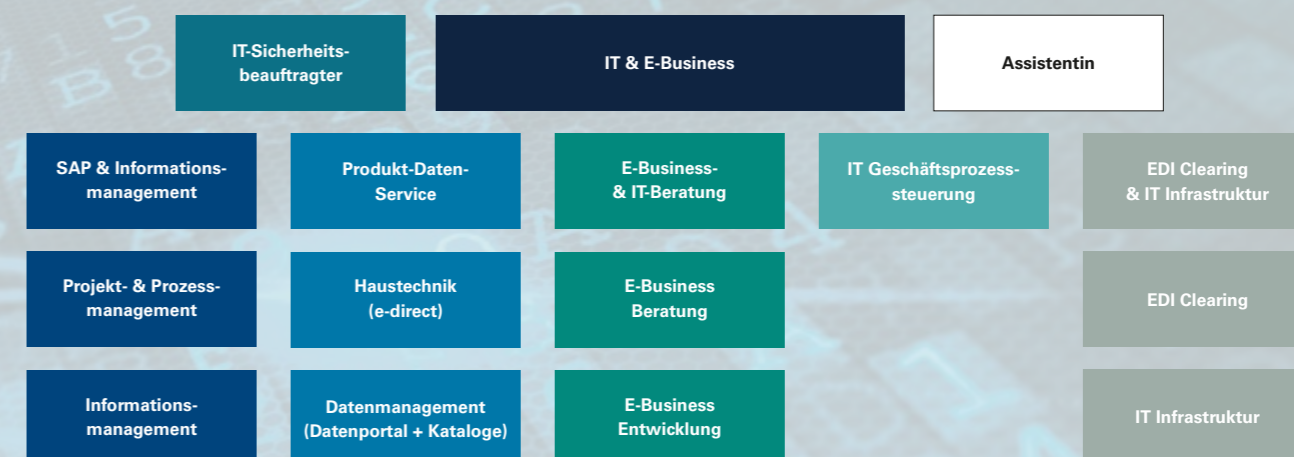 IT-Sicherheits-
beauftragter
IT & E-Business
Assistentin
SAP & Informations-
management
Produkt-Daten-
Service
E-Business-
& IT-Beratung
IT Geschäftsprozess-
steuerung
EDI Clearing
& IT Infrastruktur
Projekt- & Prozess-
management
Haustechnik
(e-direct)
E-Business
Beratung
EDI Clearing
Informations-
management
Datenmanagement
(Datenportal + Kataloge)
E-Business
Entwicklung
IT Infrastruktur